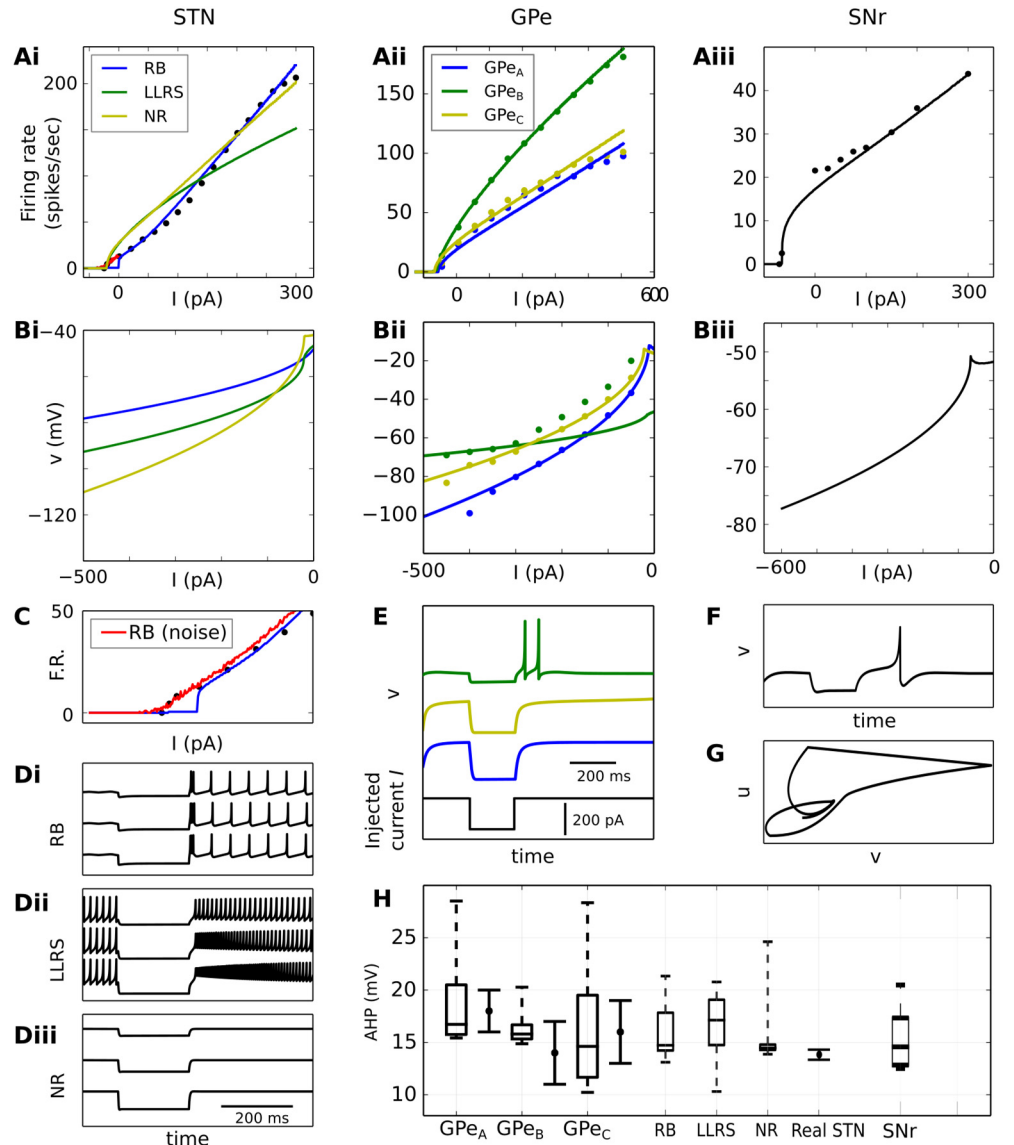 STN
GPe
SNr
Ai
RB
LLRS
NR
Firing rate
(spikes/sec)
200
0
0
300
I (pA)
Aii
GPeA
GPeB
GPeC
200
150
100
50
0
0
600
I (pA)
Aiii
40
30
20
10
0
0
300
I (pA)
Bi
−40
−120
v (mV)
−500
0
I (pA)
Bii
−20
−40
−60
−80
−100
-500
0
I (pA)
Biii
-50
-60
-70
-80
−600
0
I (pA)
C
50
0
F.R.
RB (noise)
I (pA)
Di
RB
Dii
LLRS
Diii
NR
200 ms
time
E
v
Injected
current I
200 ms
200 pA
time
F
v
time
G
u
v
H
AHP (mV)
25
20
15
10
GPeA
GPeB
GPeC
RB
LLRS
NR
Real STN
SNr